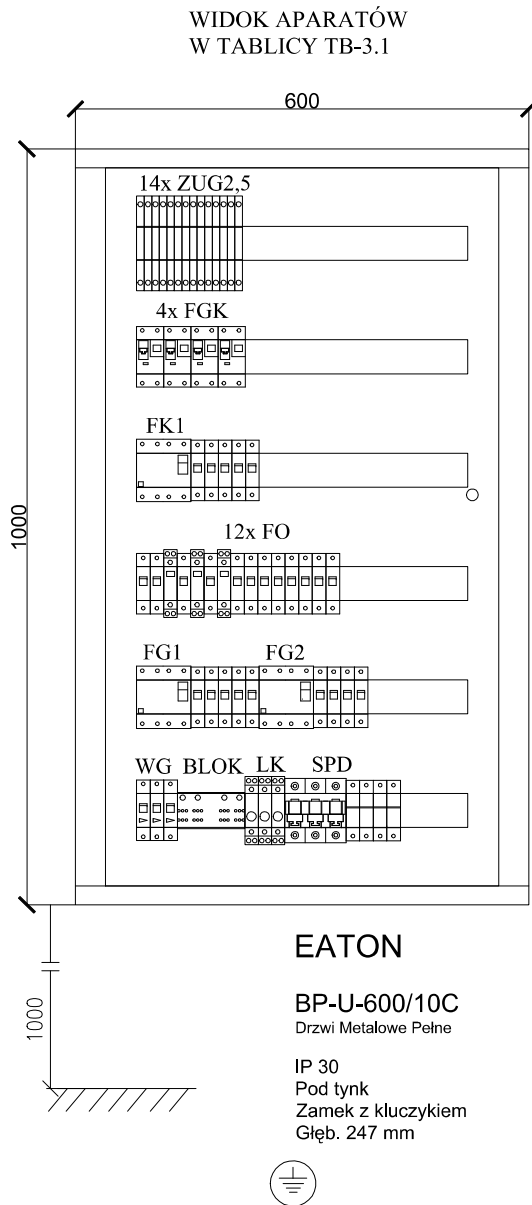 WIDOK APARATÓW
W TABLICY TB-3.1
600
14x ZUG2,5
4x FGK
FK1
1000
12x FO
FG1 FG2
WG BLOK LK SPD
EATON
1000
BP-U-600/10C
Drzwi Metalowe Pełne
IP 30
Pod tynk
Zamek z kluczykiem
Głęb. 247 mm